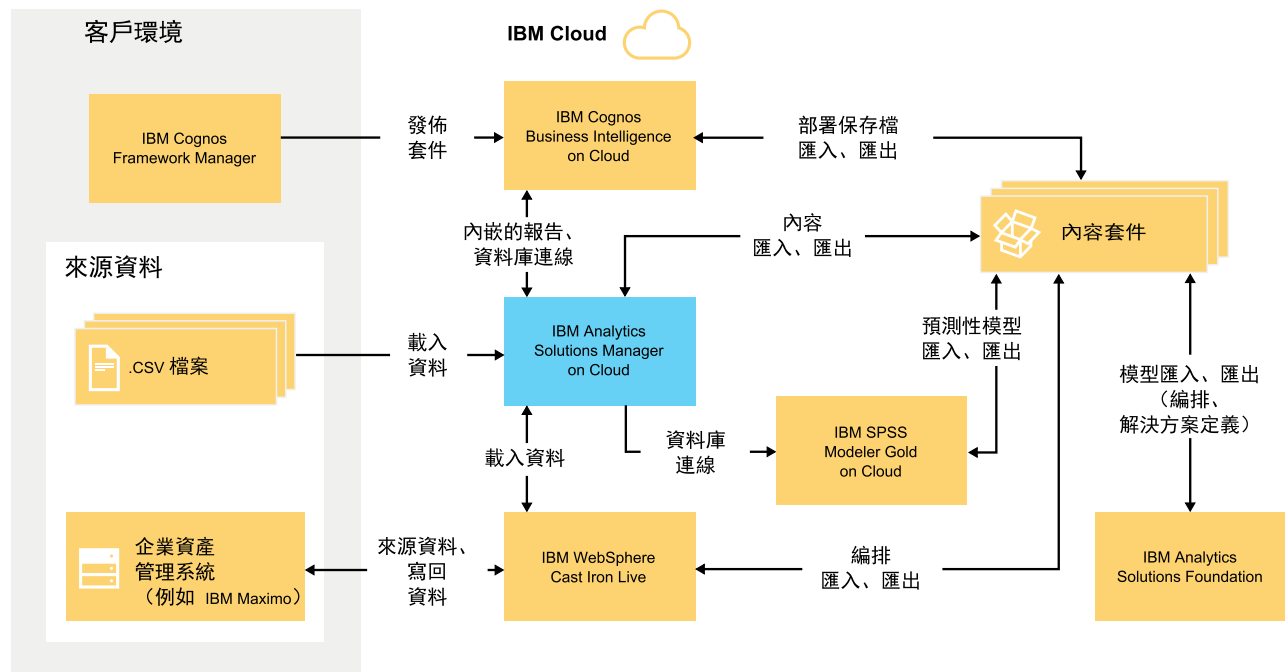 客戶環境
IBM Cloud
IBM Cognos
Framework Manager
發佈
套件
IBM Cognos
Business Intelligence
on Cloud
部署保存檔
匯入、匯出
內嵌的報告、
資料庫連線
內容
匯入、匯出
內容套件
來源資料
.CSV 檔案
載入
資料
IBM Analytics
Solutions Manager
on Cloud
預測性模型
匯入、匯出
模型匯入、匯出
（編排、
解決方案定義）
載入資料
資料庫
連線
IBM SPSS
Modeler Gold
on Cloud
企業資產
管理系統
（例如 IBM Maximo）
來源資料、
寫回
資料
IBM WebSphere
Cast Iron Live
編排
匯入、匯出
IBM Analytics
Solutions Foundation